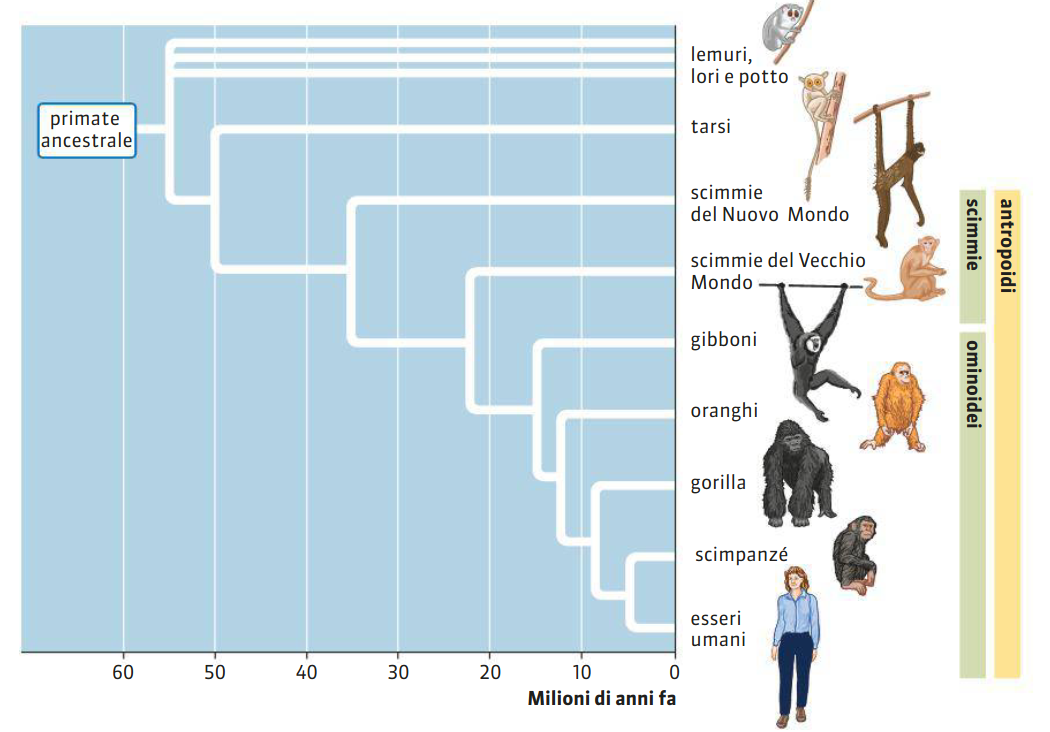 primate
ancestrale
lemuri,
lori e potto
tarsi
scimmie
del Nuovo Mondo
scimmie del Vecchio
Mondo
gibboni
oranghi
gorilla
scimpanzé
esseri
umani
scimmie
ominoidei
antropoidi
60 50 40 30 20 10 0
Milioni di anni fa